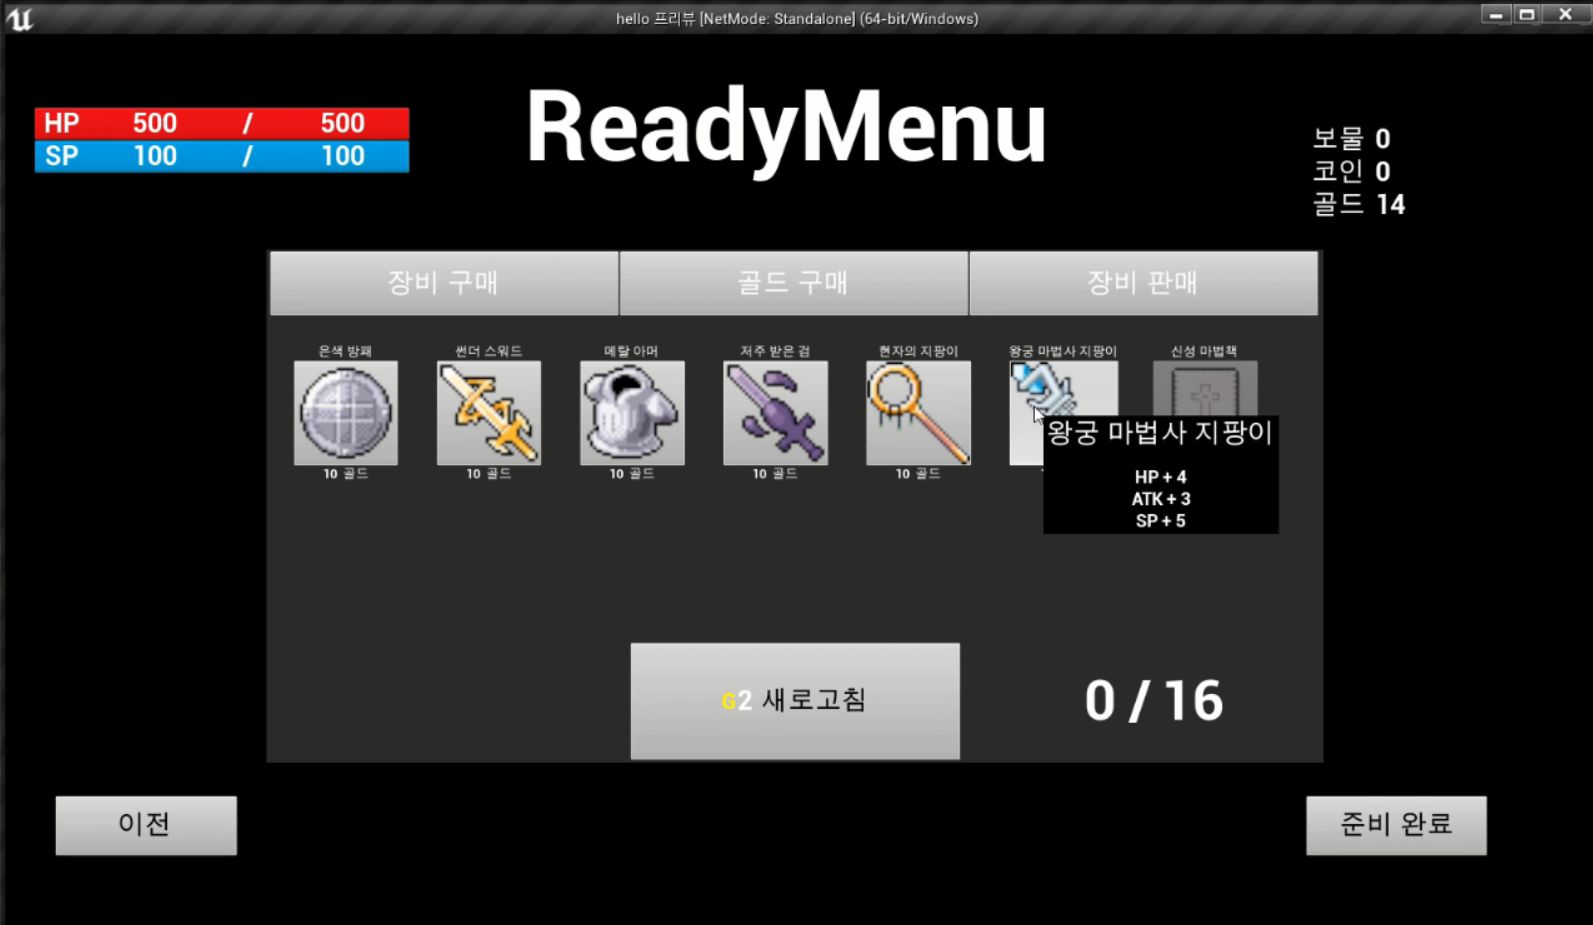 hello 프리뷰 [NetMode: Standalone] (64-bit/Windows)
ReadyMenu
HP 500 / 500
SP 100 / 100
보물 0
코인 0
골드 14
장비 구매 골드 구매 장비 판매
은색 방패 썬더 스워드 메탈 아머 저주 받은 검 현자의 지팡이 왕궁 마법사 지팡이 신성 마법책
10 골드 10 골드 10 골드 10 골드 10 골드
왕궁 마법사 지팡이
HP + 4
ATK + 3
SP + 5
G2 새로고침
0 / 16
이전
준비 완료